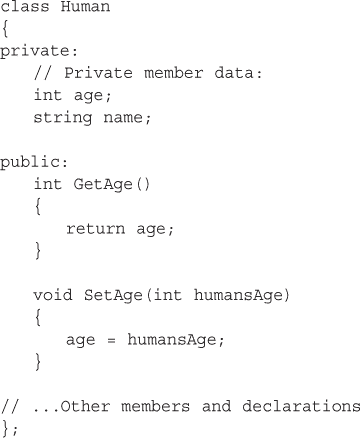 class Human
{
private:
    // Private member data:
    int age;
    string name;

public:
    int GetAge()
    {
        return age;
    }

    void SetAge(int humansAge)
    {
        age = humansAge;
    }

// ...Other members and declarations
};